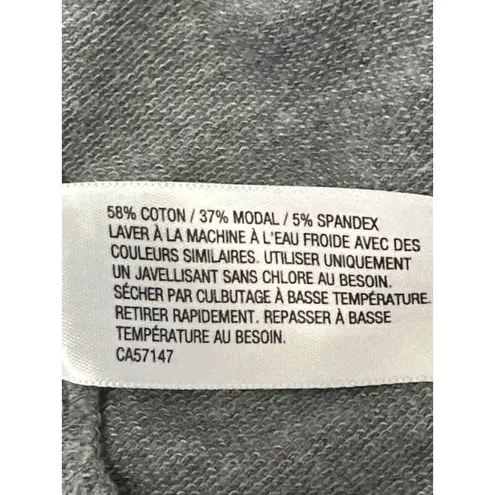 58% COTON / 37% MODAL / 5% SPANDEX
LAVER À LA MACHINE À L'EAU FROIDE AVEC DES
COULEURS SIMILAIRES. UTILISER UNIQUEMENT
UN JAVELLISANT SANS CHLORE AU BESOIN.
SÉCHER PAR CULBUTAGE À BASSE TEMPÉRATURE.
RETIRER RAPIDEMENT. REPASSER À BASSE
TEMPÉRATURE AU BESOIN.
CA57147